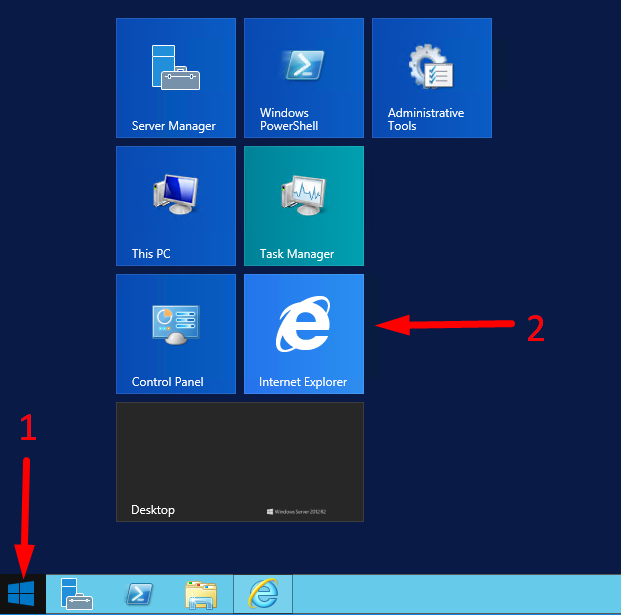 Server Manager
Windows
PowerShell
Administrative
Tools
This PC
Task Manager
Control Panel
Internet Explorer
2
1
Desktop
Windows Server 2012 R2